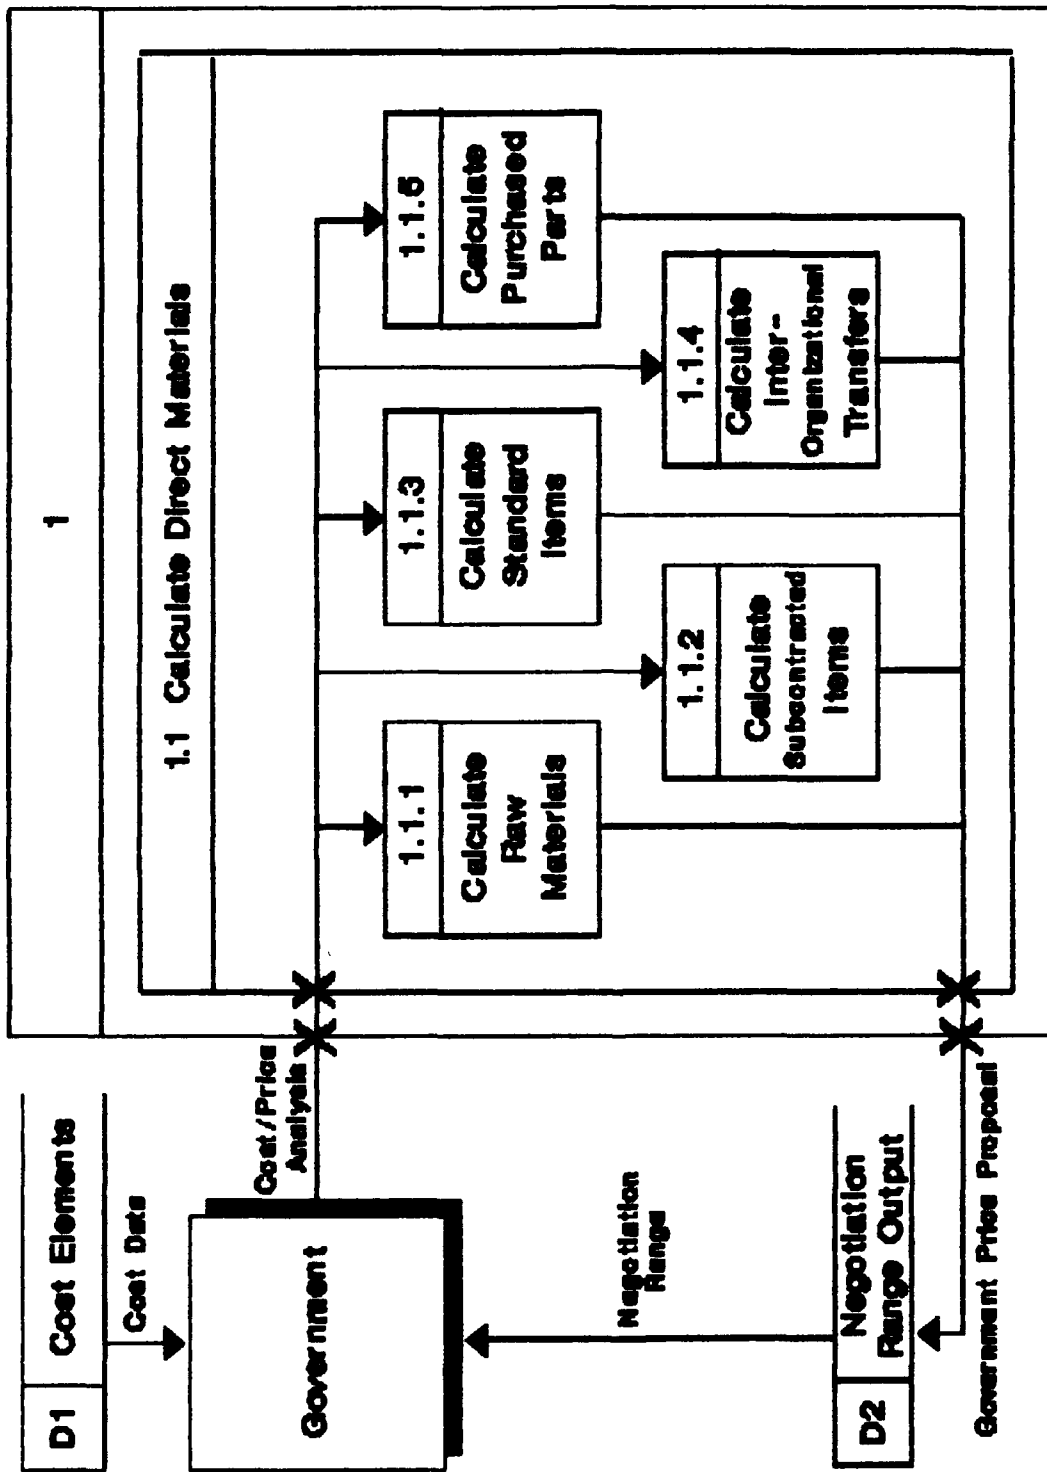 D1
Cost Elements
Cost Data
Government
Cost/Price
Analysis
Negotiation
Range
D2
Negotiation
Range Output
Government Price Proposal
1
1.1 Calculate Direct Materials
1.1.1
Calculate
Raw
Materials
1.1.2
Calculate
Subcontracted
Items
1.1.3
Calculate
Standard
Items
1.1.4
Calculate
Inter-
Organizational
Transfers
1.1.5
Calculate
Purchased
Parts